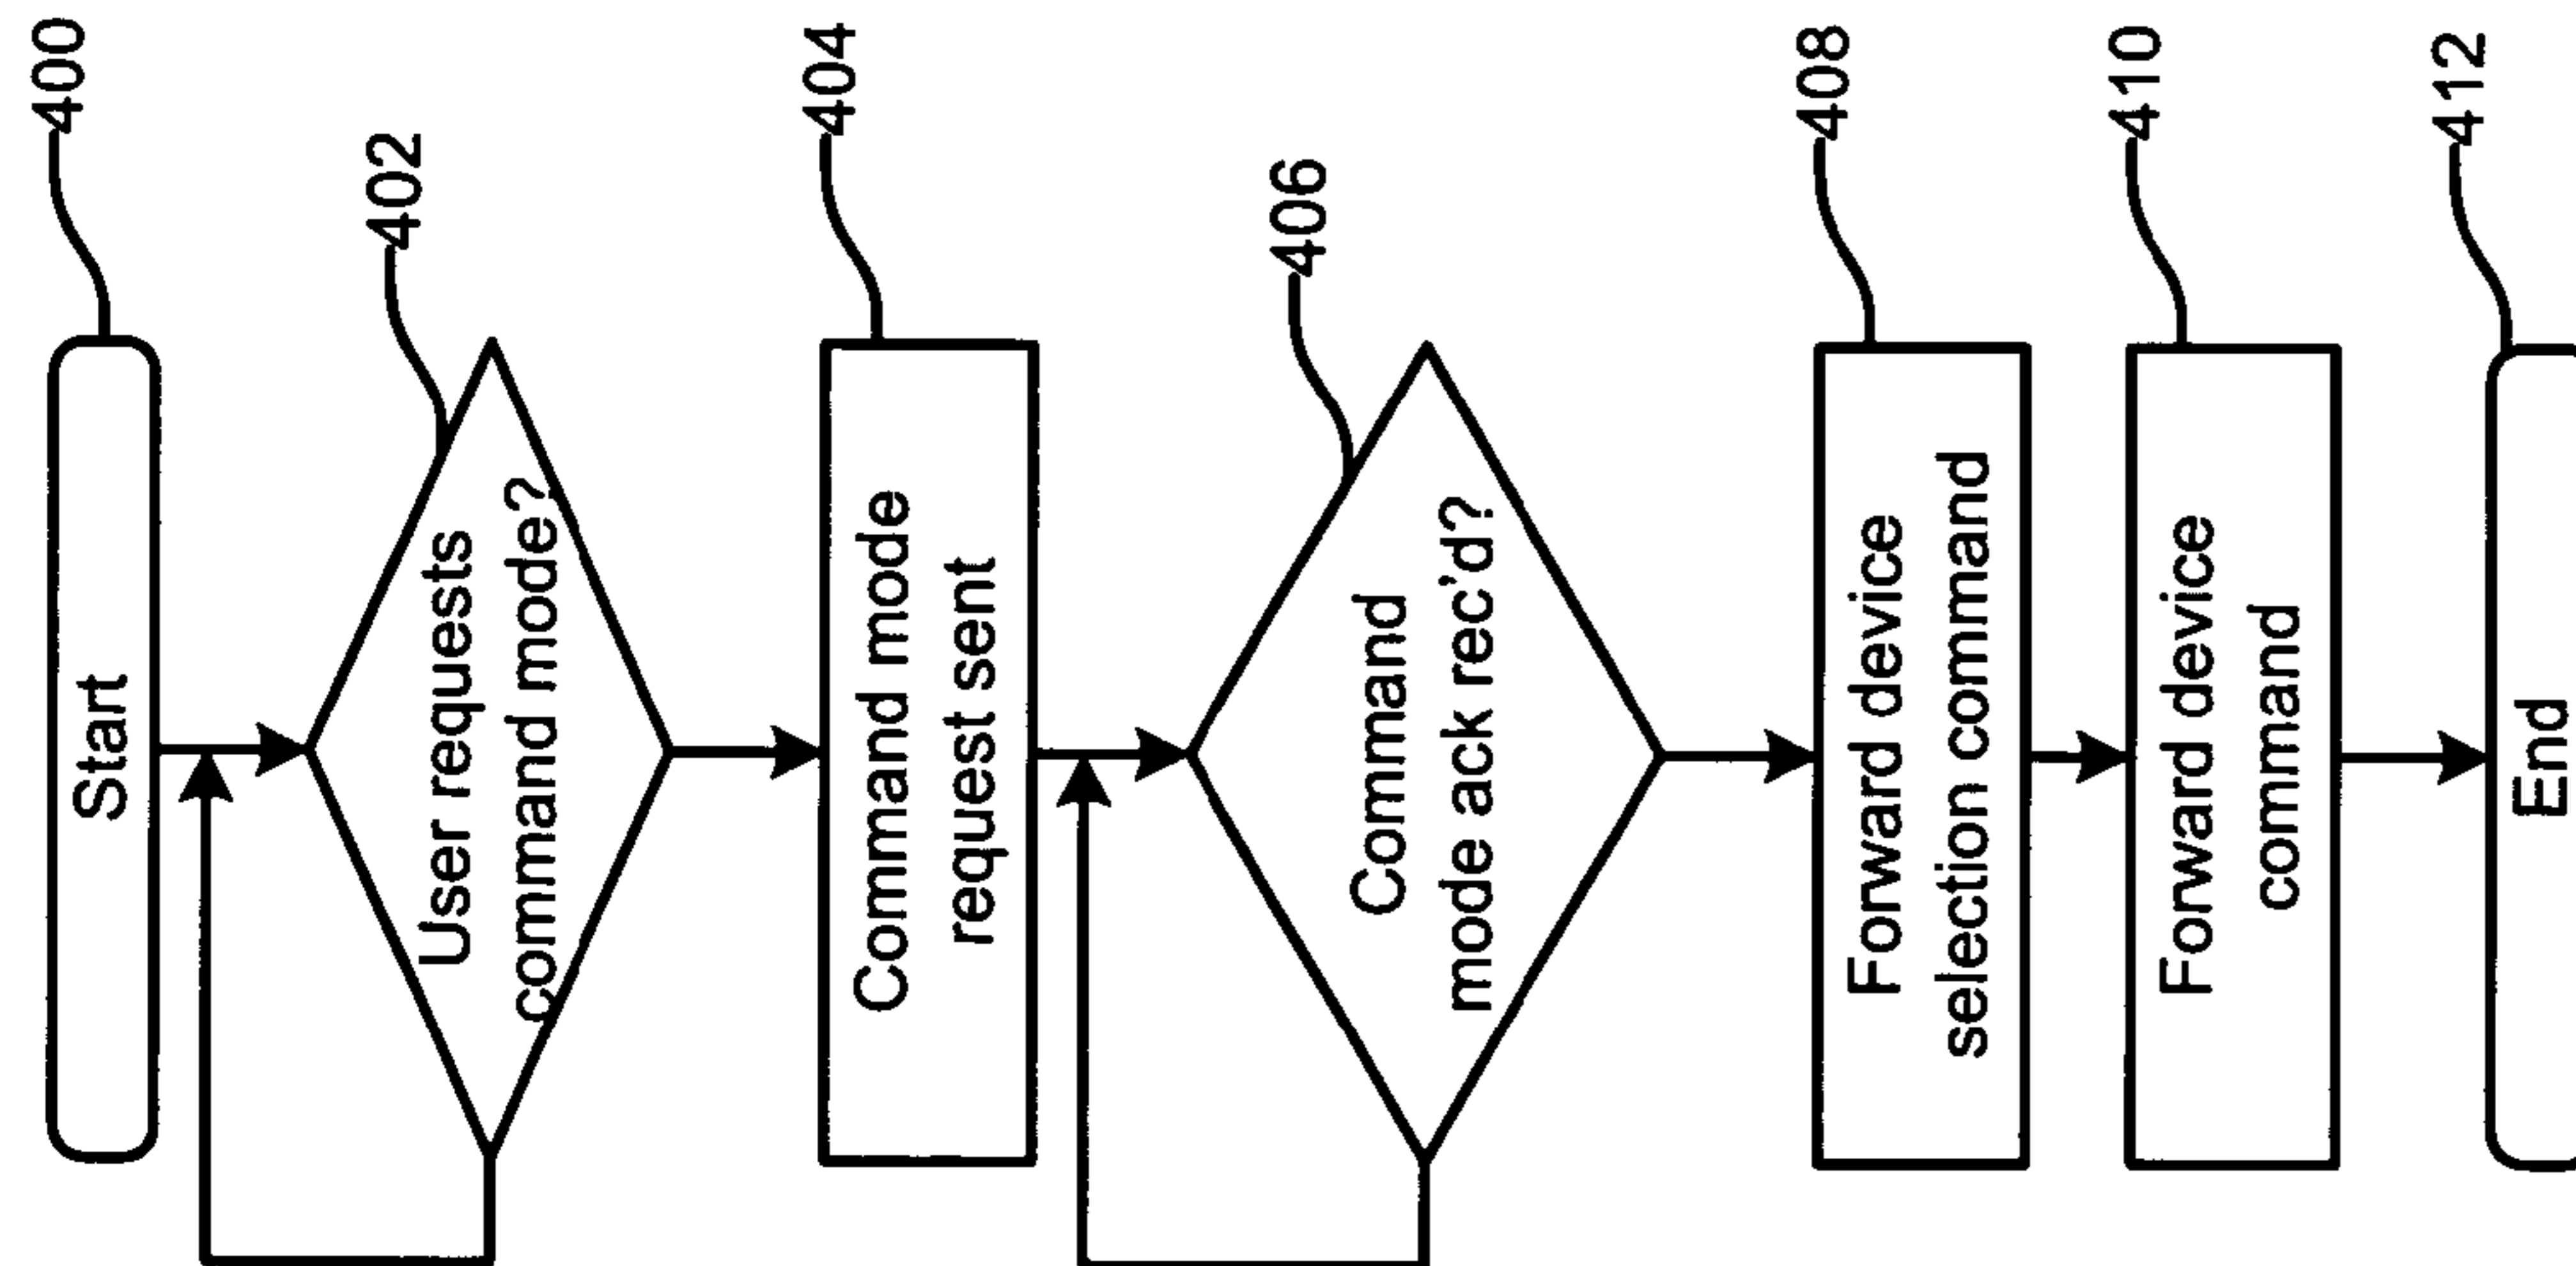 Start
400
User requests
command mode?
402
Command mode
request sent
404
Command
mode ack rec'd?
406
Forward device
selection command
408
Forward device
command
410
End
412